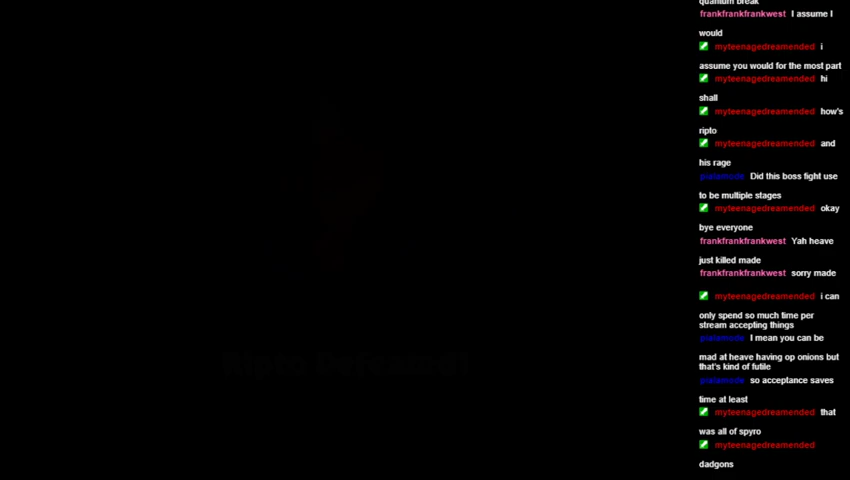 quantum break
frankfrankfrankwest I assume I
would
myteenagedreamended i
assume you would for the most part
myteenagedreamended hi
shall
myteenagedreamended how's
ripto
myteenagedreamended and
his rage
pialamode Did this boss fight use
to be multiple stages
myteenagedreamended okay
bye everyone
frankfrankfrankwest Yah heave
just killed made
frankfrankfrankwest sorry made
myteenagedreamended i can
only spend so much time per
stream accepting things
pialamode I mean you can be
mad at heave having op onions but
that's kind of futile
pialamode so acceptance saves
time at least
myteenagedreamended that
was all of spyro
myteenagedreamended
dadgons
Ripto Defeated!